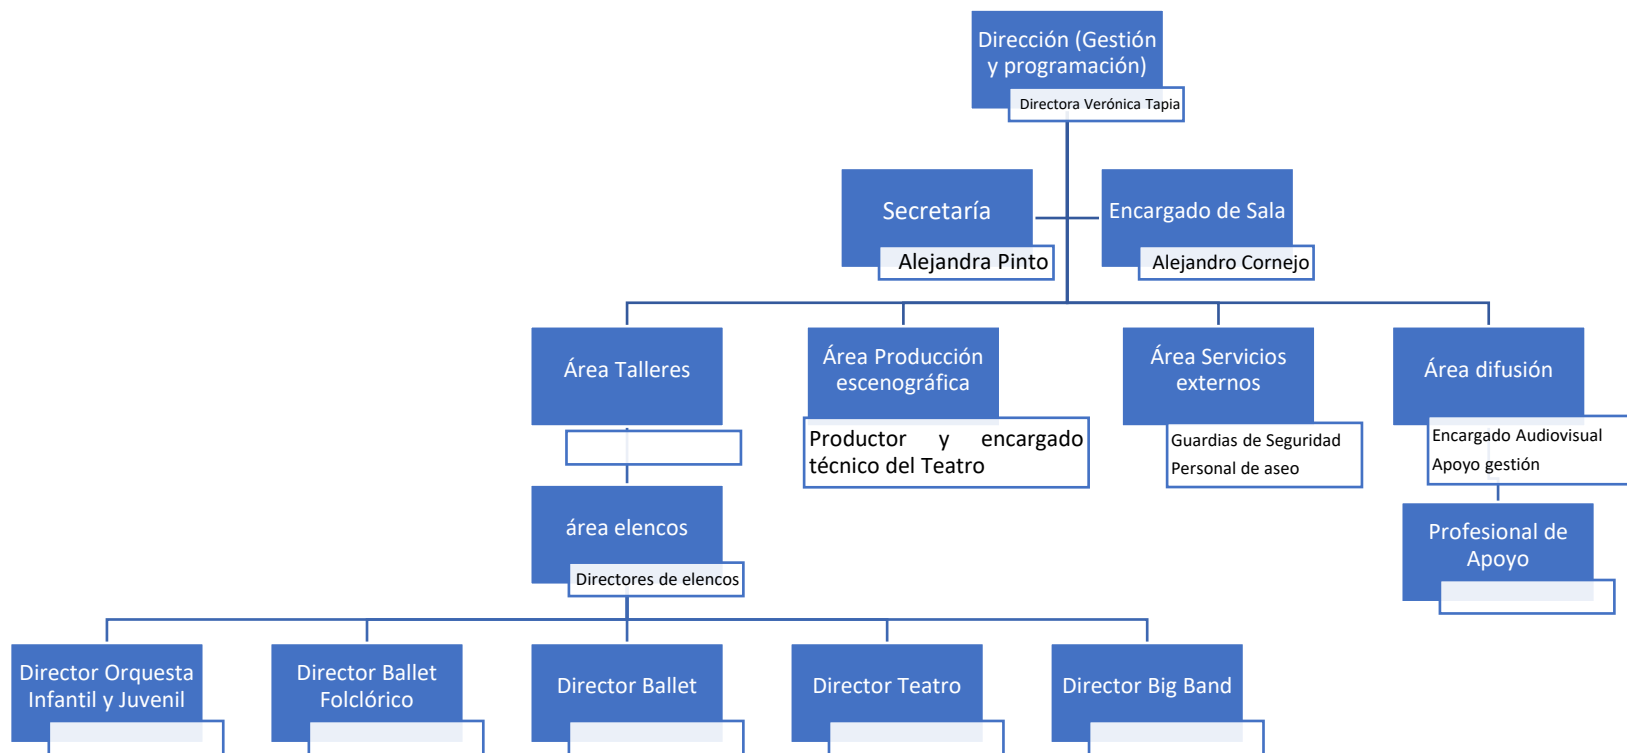 Dirección (Gestión
y programación)
Directora Verónica Tapia
Secretaría
Alejandra Pinto
Encargado de Sala
Alejandro Cornejo
Área Talleres
Área Producción
escenográfica
Productor y encargado
técnico del Teatro
Área Servicios
externos
Guardias de Seguridad
Personal de aseo
Área difusión
Encargado Audiovisual
Apoyo gestión
área elencos
Directores de elencos
Profesional de
Apoyo
Director Orquesta
Infantil y Juvenil
Director Ballet
Folclórico
Director Ballet
Director Teatro
Director Big Band